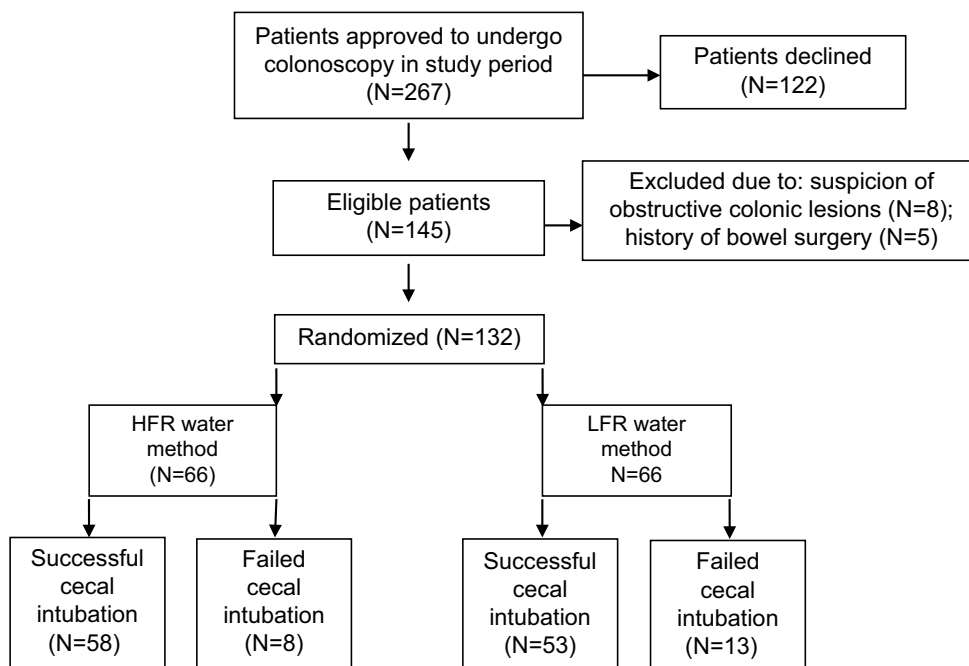 Patients approved to undergo
colonoscopy in study period
(N=267)
Patients declined
(N=122)
Eligible patients
(N=145)
Excluded due to: suspicion of
obstructive colonic lesions (N=8);
history of bowel surgery (N=5)
Randomized (N=132)
HFR water
method
(N=66)
LFR water
method
N=66
Successful
cecal
intubation
(N=58)
Failed
cecal
intubation
(N=8)
Successful
cecal
intubation
(N=53)
Failed
cecal
intubation
(N=13)